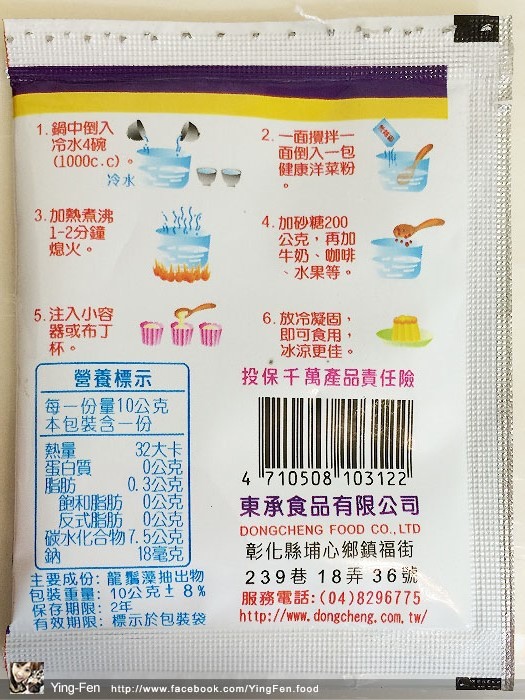 1. 鍋中倒入
冷水4碗
(1000c.c)。
冷水
2. 一面攪拌一
面倒入一包
健康洋菜粉
。
3. 加熱煮沸
1-2分鐘
熄火。
4. 加砂糖200
公克，再加
牛奶、咖啡
、水果等。
5. 注入小容
器或布丁
杯。
6. 放冷凝固，
即可食用，
冰涼更佳。
營養標示
每一份量10公克
本包裝含一份
熱量 32大卡
蛋白質 0公克
脂肪 0.3公克
飽和脂肪 0公克
反式脂肪 0公克
碳水化合物 7.5公克
鈉 18毫克
主要成份: 龍鬚藻抽出物
包裝重量: 10公克±8%
保存期限: 2年
有效期限: 標示於包裝袋
投保千萬產品責任險
4 710508 103122
東承食品有限公司
DONGCHENG FOOD CO., LTD
彰化縣埔心鄉鎮福街
239巷18弄36號
服務電話:(04)8296775
http://www.dongcheng.com.tw/
Ying-Fen http://www.facebook.com/YingFen.food